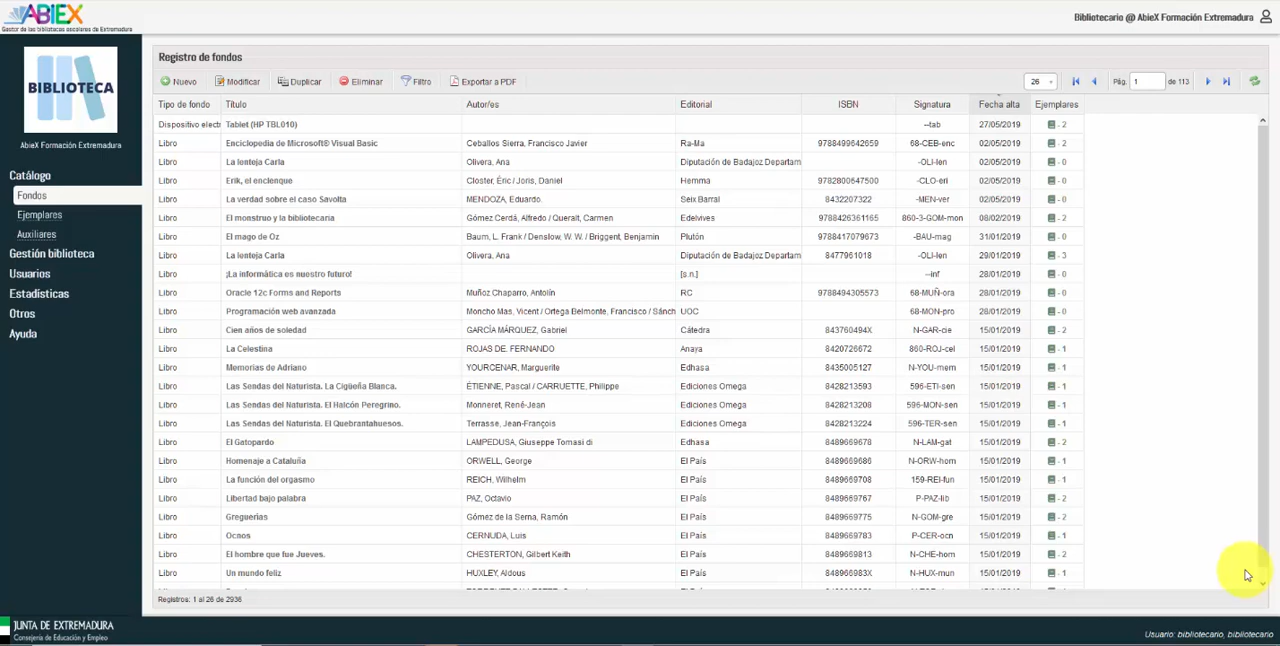 ABIEX
Gestor de las bibliotecas escolares de Extremadura
Bibliotecario @ AbieX Formación Extremadura
BIBLIOTECA
AbieX Formación Extremadura
Catálogo
Fondos
Ejemplares
Auxiliares
Gestión biblioteca
Usuarios
Estadísticas
Otros
Ayuda
Registro de fondos
Nuevo Modificar Duplicar Eliminar Filtro Exportar a PDF 26 Pág. 1 de 113
Tipo de fondo Título Autor/es Editorial ISBN Signatura Fecha alta Ejemplares
Dispositivo electr Tablet (HP TBL010) --tab 27/05/2019 - 2
Libro Enciclopedia de Microsoft® Visual Basic Ceballos Sierra, Francisco Javier Ra-Ma 9788499642659 68-CEB-enc 02/05/2019 - 2
Libro La lenteja Carla Olivera, Ana Diputación de Badajoz Departam -OLI-len 02/05/2019 - 0
Libro Erik, el enclenque Closter, Éric / Joris, Daniel Hemma 9782800647500 -CLO-eri 02/05/2019 - 0
Libro La verdad sobre el caso Savolta MENDOZA, Eduardo Seix Barral 8432207322 -MEN-ver 02/05/2019 - 0
Libro El monstruo y la bibliotecaria Gómez Cerdá, Alfredo / Queralt, Carmen Edelvives 9788426361165 860-3-GOM-mon 08/02/2019 - 2
Libro El mago de Oz Baum, L. Frank / Denslow, W. W. / Briggent, Benjamin Plutón 9788417079673 -BAU-mag 31/01/2019 - 0
Libro La lenteja Carla Olivera, Ana Diputación de Badajoz Departam 8477961018 -OLI-len 29/01/2019 - 3
Libro ¡La informática es nuestro futuro! [s.n.] --inf 28/01/2019 - 0
Libro Oracle 12c Forms and Reports Muñoz Chaparro, Antolín RC 9788494305573 68-MUÑ-ora 28/01/2019 - 0
Libro Programación web avanzada Moncho Mas, Vicent / Ortega Belmonte, Francisco / Sánch UOC 68-MON-pro 28/01/2019 - 0
Libro Cien años de soledad GARCÍA MÁRQUEZ, Gabriel Cátedra 843760494X N-GAR-cie 15/01/2019 - 2
Libro La Celestina ROJAS DE, FERNANDO Anaya 8420726672 860-ROJ-cel 15/01/2019 - 1
Libro Memorias de Adriano YOURCENAR, Marguerite Edhasa 8435005127 N-YOU-mem 15/01/2019 - 1
Libro Las Sendas del Naturista. La Cigüeña Blanca. ÉTIENNE, Pascal / CARRUETTE, Philippe Ediciones Omega 8428213593 596-ETI-sen 15/01/2019 - 1
Libro Las Sendas del Naturista. El Halcón Peregrino. Monneret, René-Jean Ediciones Omega 8428213208 596-MON-sen 15/01/2019 - 1
Libro Las Sendas del Naturista. El Quebrantahuesos. Terrasse, Jean-François Ediciones Omega 8428213224 596-TER-sen 15/01/2019 - 1
Libro El Gatopardo LAMPEDUSA, Giuseppe Tomasi di Edhasa 8489669678 N-LAM-gat 15/01/2019 - 2
Libro Homenaje a Cataluña ORWELL, George El País 8489669686 N-ORW-hom 15/01/2019 - 1
Libro La función del orgasmo REICH, Wilhelm El País 8489669708 159-REI-fun 15/01/2019 - 1
Libro Libertad bajo palabra PAZ, Octavio El País 8489669767 P-PAZ-lib 15/01/2019 - 2
Libro Greguerías Gómez de la Serna, Ramón El País 8489669775 N-GOM-gre 15/01/2019 - 2
Libro Ocnos CERNUDA, Luis El País 8489669783 P-CER-ocn 15/01/2019 - 1
Libro El hombre que fue Jueves. CHESTERTON, Gilbert Keith El País 8489669813 N-CHE-hom 15/01/2019 - 2
Libro Un mundo feliz HUXLEY, Aldous El País 848966983X N-HUX-mun 15/01/2019 - 1
Registros: 1 al 26 de 2936
JUNTA DE EXTREMADURA
Consejería de Educación y Empleo
Usuario: bibliotecario, bibliotecario